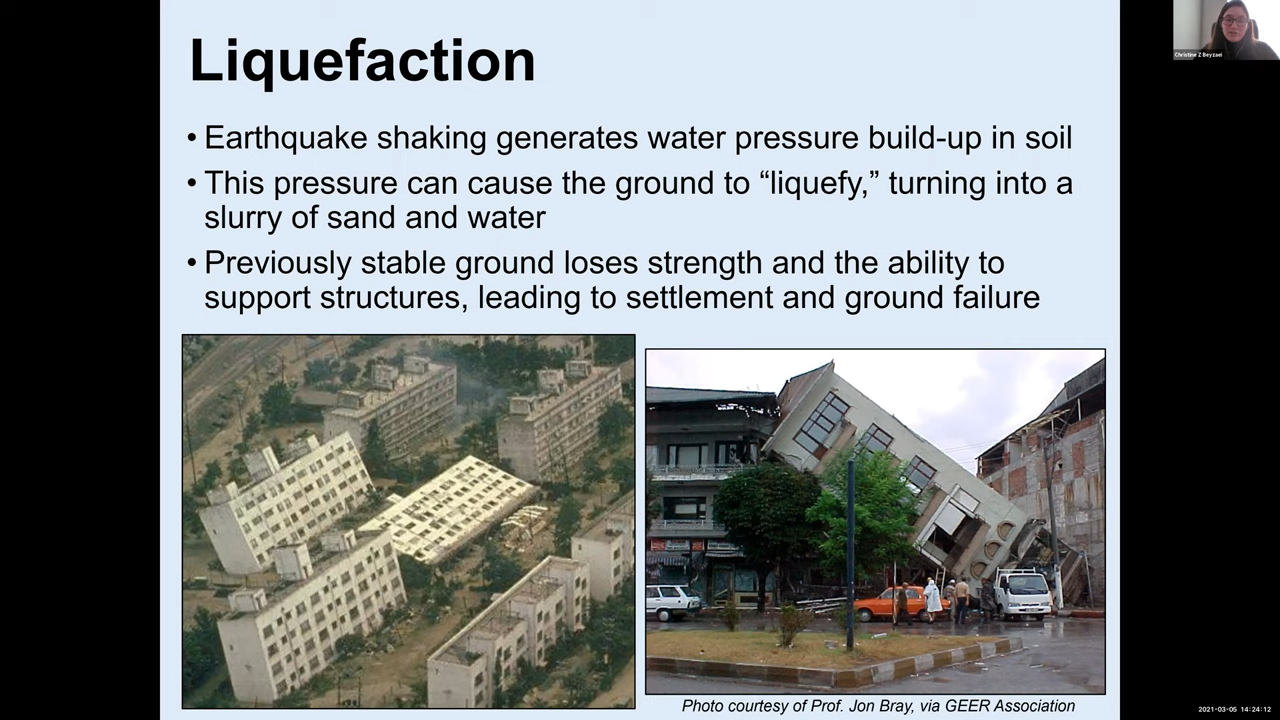 Christine Z Beyzaei
Liquefaction
• Earthquake shaking generates water pressure build-up in soil
• This pressure can cause the ground to “liquefy,” turning into a
slurry of sand and water
• Previously stable ground loses strength and the ability to
support structures, leading to settlement and ground failure
Photo courtesy of Prof. Jon Bray, via GEER Association
2021-03-05 14:24:12